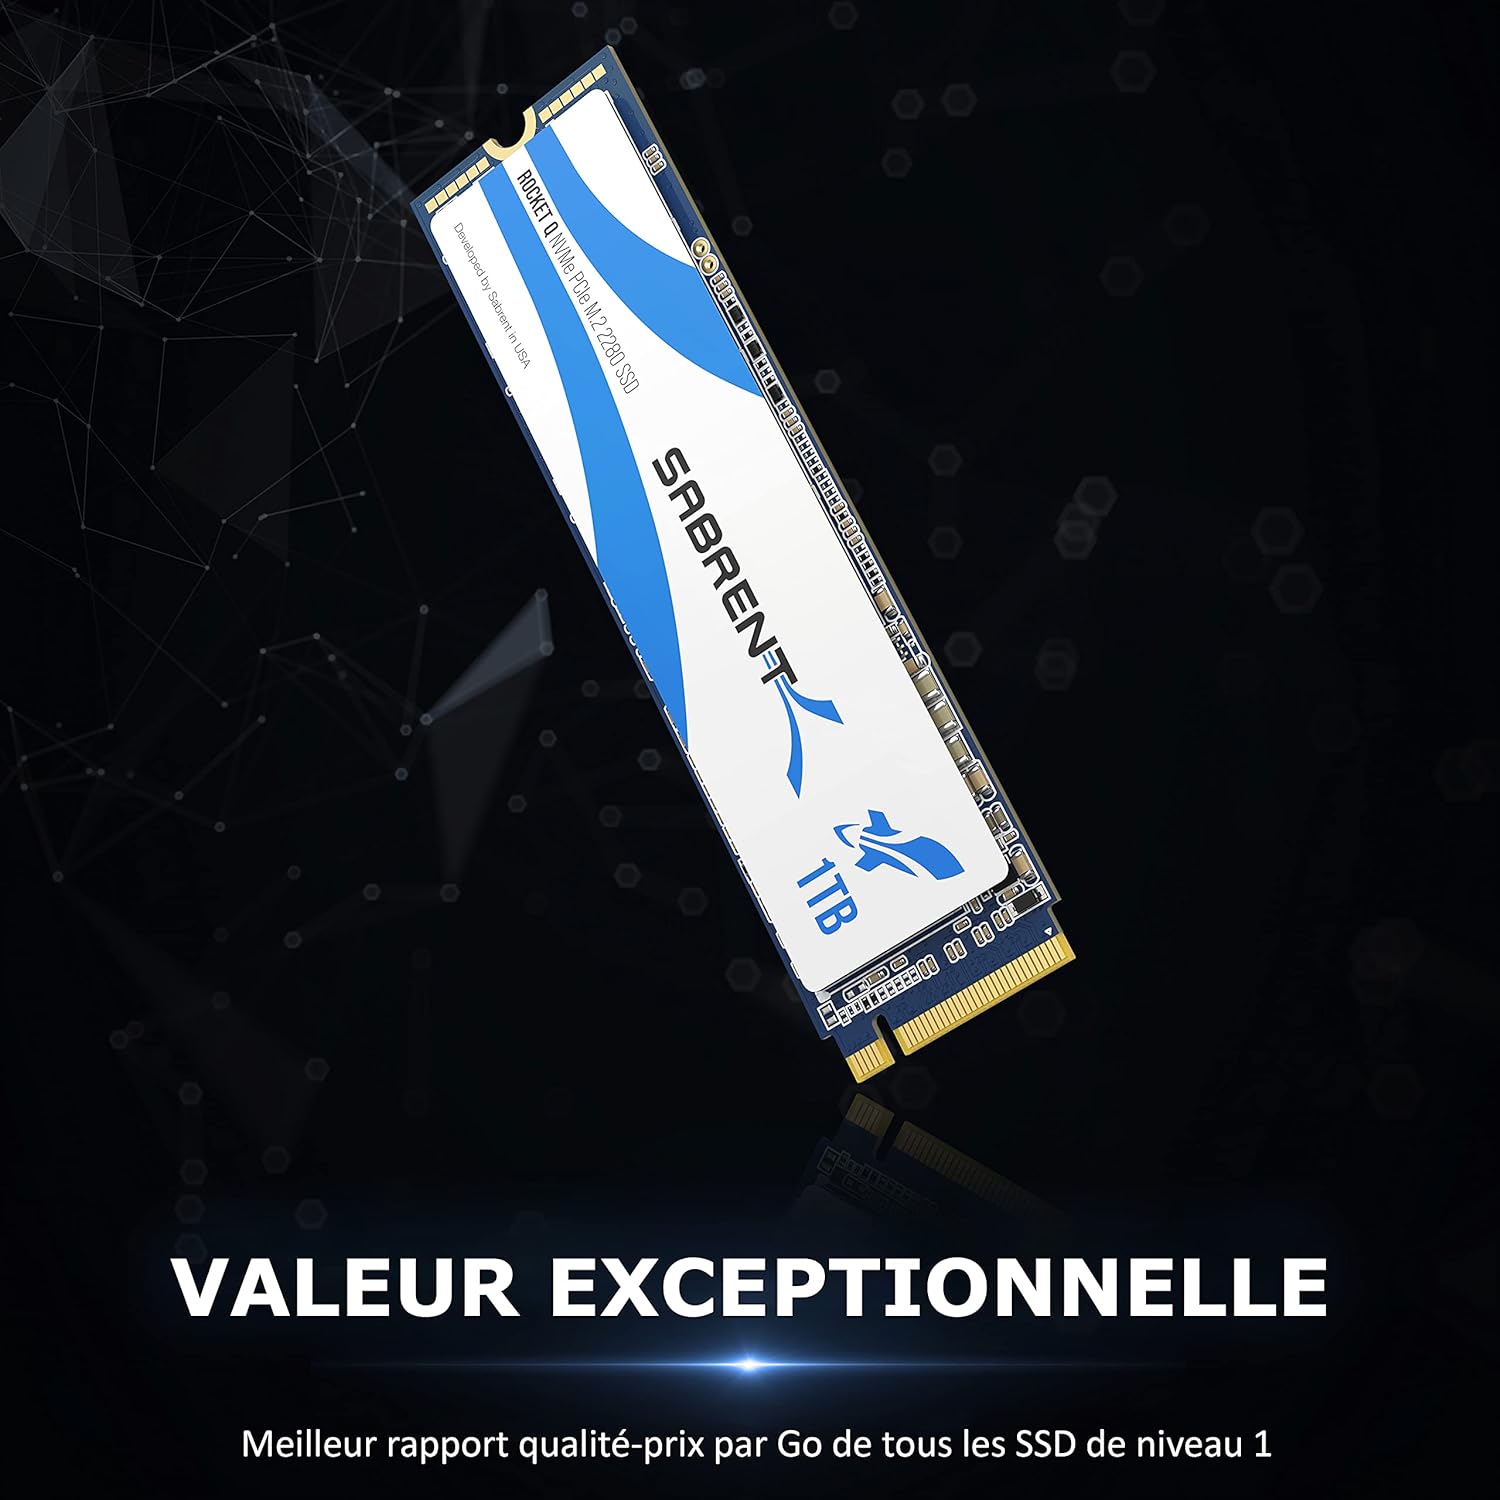 Developed by Sabrent in USA
ROCKET Q NVMe PCIe M.2 2280 SSD
SABRENT
1TB
VALEUR EXCEPTIONNELLE
Meilleur rapport qualité-prix par Go de tous les SSD de niveau 1